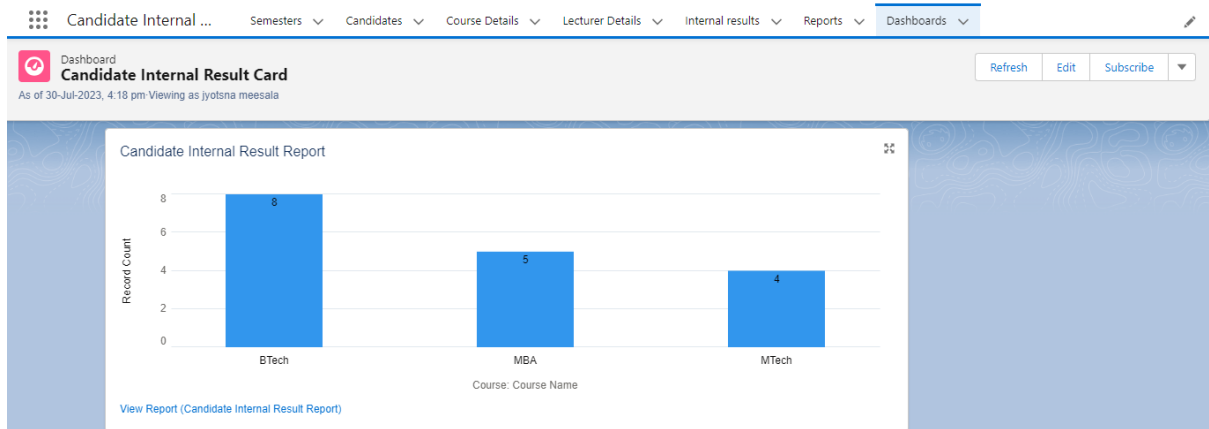 Candidate Internal ... Semesters Candidates Course Details Lecturer Details Internal results Reports Dashboards
Dashboard
Candidate Internal Result Card
As of 30-Jul-2023, 4:18 pm·Viewing as jyotsna meesala
Refresh Edit Subscribe
Candidate Internal Result Report
Record Count
8
6
4
2
0
8
5
4
BTech MBA MTech
Course: Course Name
View Report (Candidate Internal Result Report)